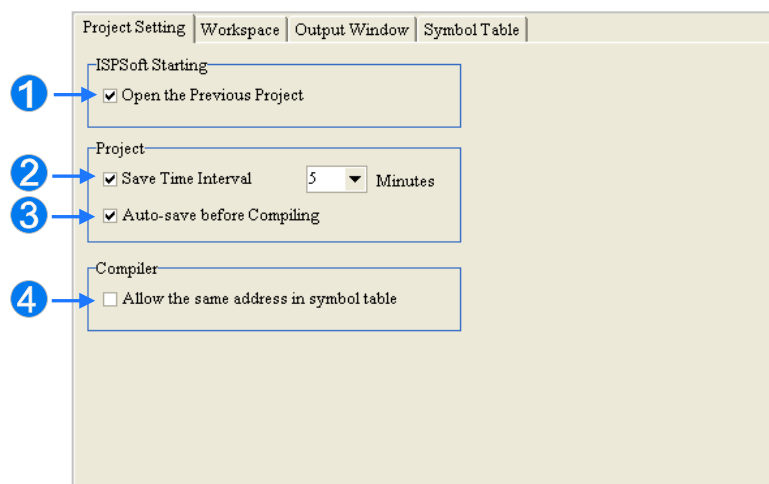 Project Setting Workspace Output Window Symbol Table
ISPSoft Starting
1 Open the Previous Project
Project
2 Save Time Interval 5 Minutes
3 Auto-save before Compiling
Compiler
4 Allow the same address in symbol table